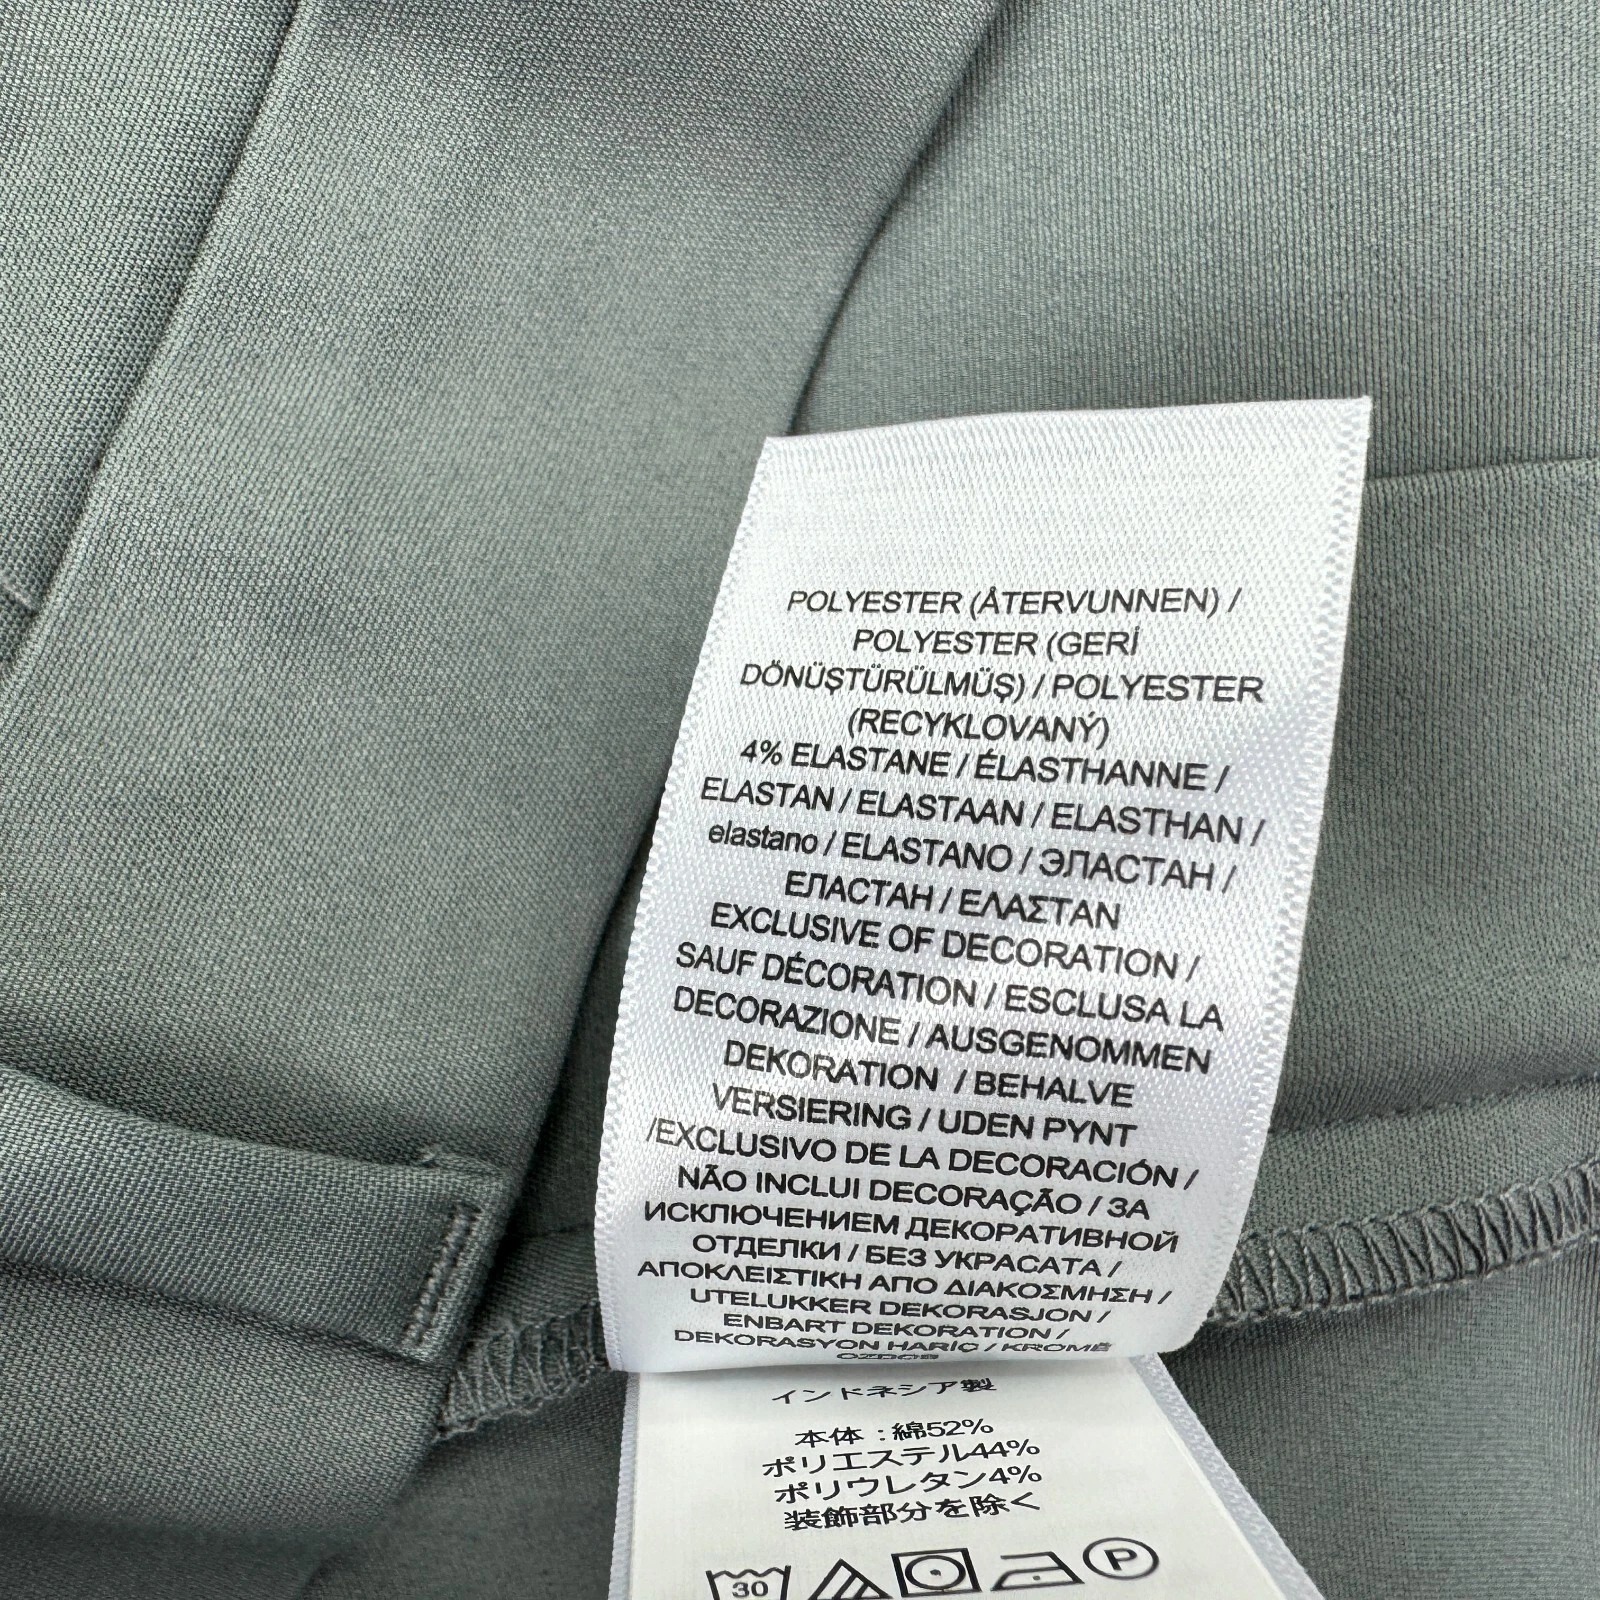 POLYESTER (ÅTERVUNNEN) /
POLYESTER (GERİ
DÖNÜŞTÜRÜLMÜŞ) / POLYESTER
(RECYKLOVANÝ)
4% ELASTANE / ÉLASTHANNE /
ELASTAN / ELASTAAN / ELASTHAN /
elastano / ELASTANO / ЭЛАСТАН /
ЕЛАСТАН / ΕΛΑΣΤΑΝ
EXCLUSIVE OF DECORATION /
SAUF DÉCORATION / ESCLUSA LA
DECORAZIONE / AUSGENOMMEN
DEKORATION / BEHALVE
VERSIERING / UDEN PYNT
/EXCLUSIVO DE LA DECORACIÓN /
NÃO INCLUI DECORAÇÃO / ЗА
ИСКЛЮЧЕНИЕМ ДЕКОРАТИВНОЙ
ОТДЕЛКИ / БЕЗ УКРАСАТА /
ΑΠΟΚΛΕΙΣΤΙΚΗ ΑΠΟ ΔΙΑΚΟΣΜΗΣΗ /
UTELUKKER DEKORASJON /
ENBART DEKORATION /
DEKORASYON HARİÇ / KROMĚ
OZDOB
インドネシア製
本体 : 綿52%
ポリエステル44%
ポリウレタン4%
装飾部分を除く
30 P